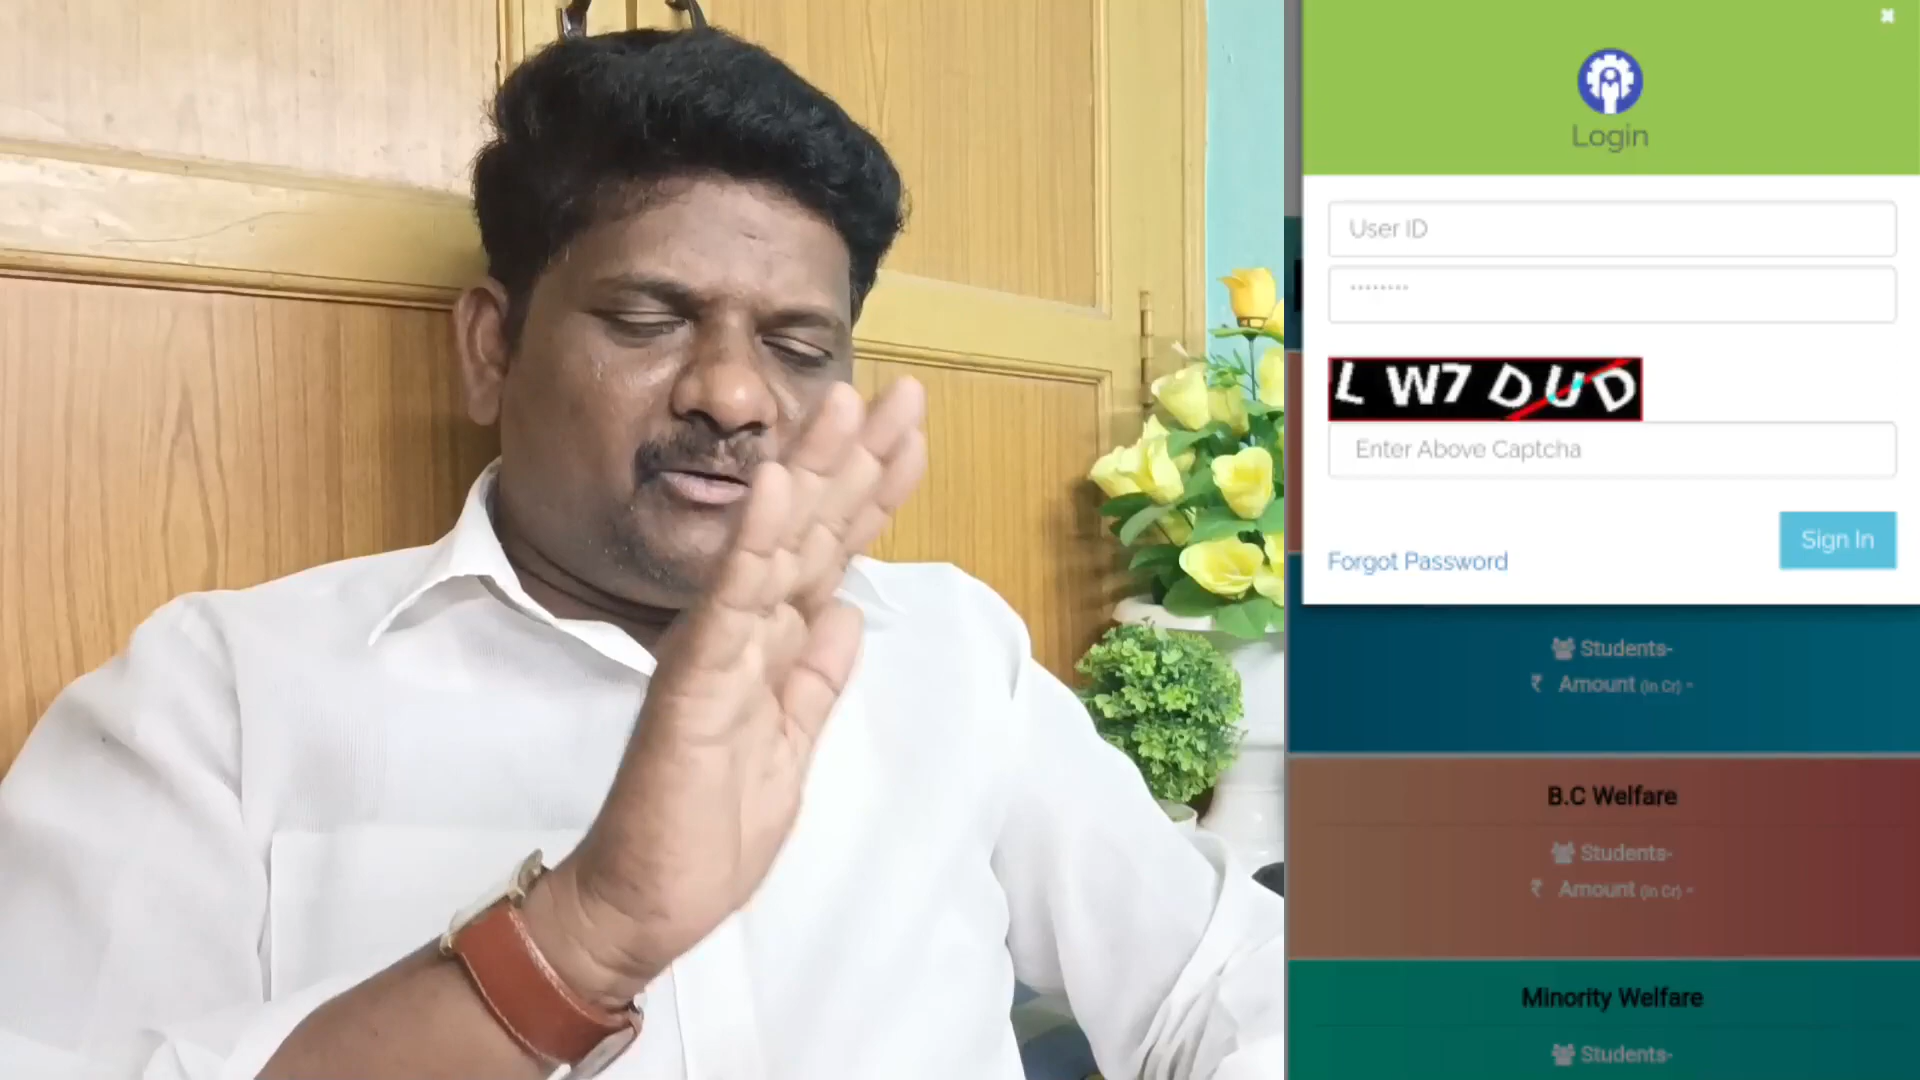 Login
User ID
L W7 DUD
Enter Above Captcha
Sign In
Forgot Password
Students-
₹ Amount (In Cr) -
B.C Welfare
Students-
₹ Amount (In Cr) -
Minority Welfare
Students-